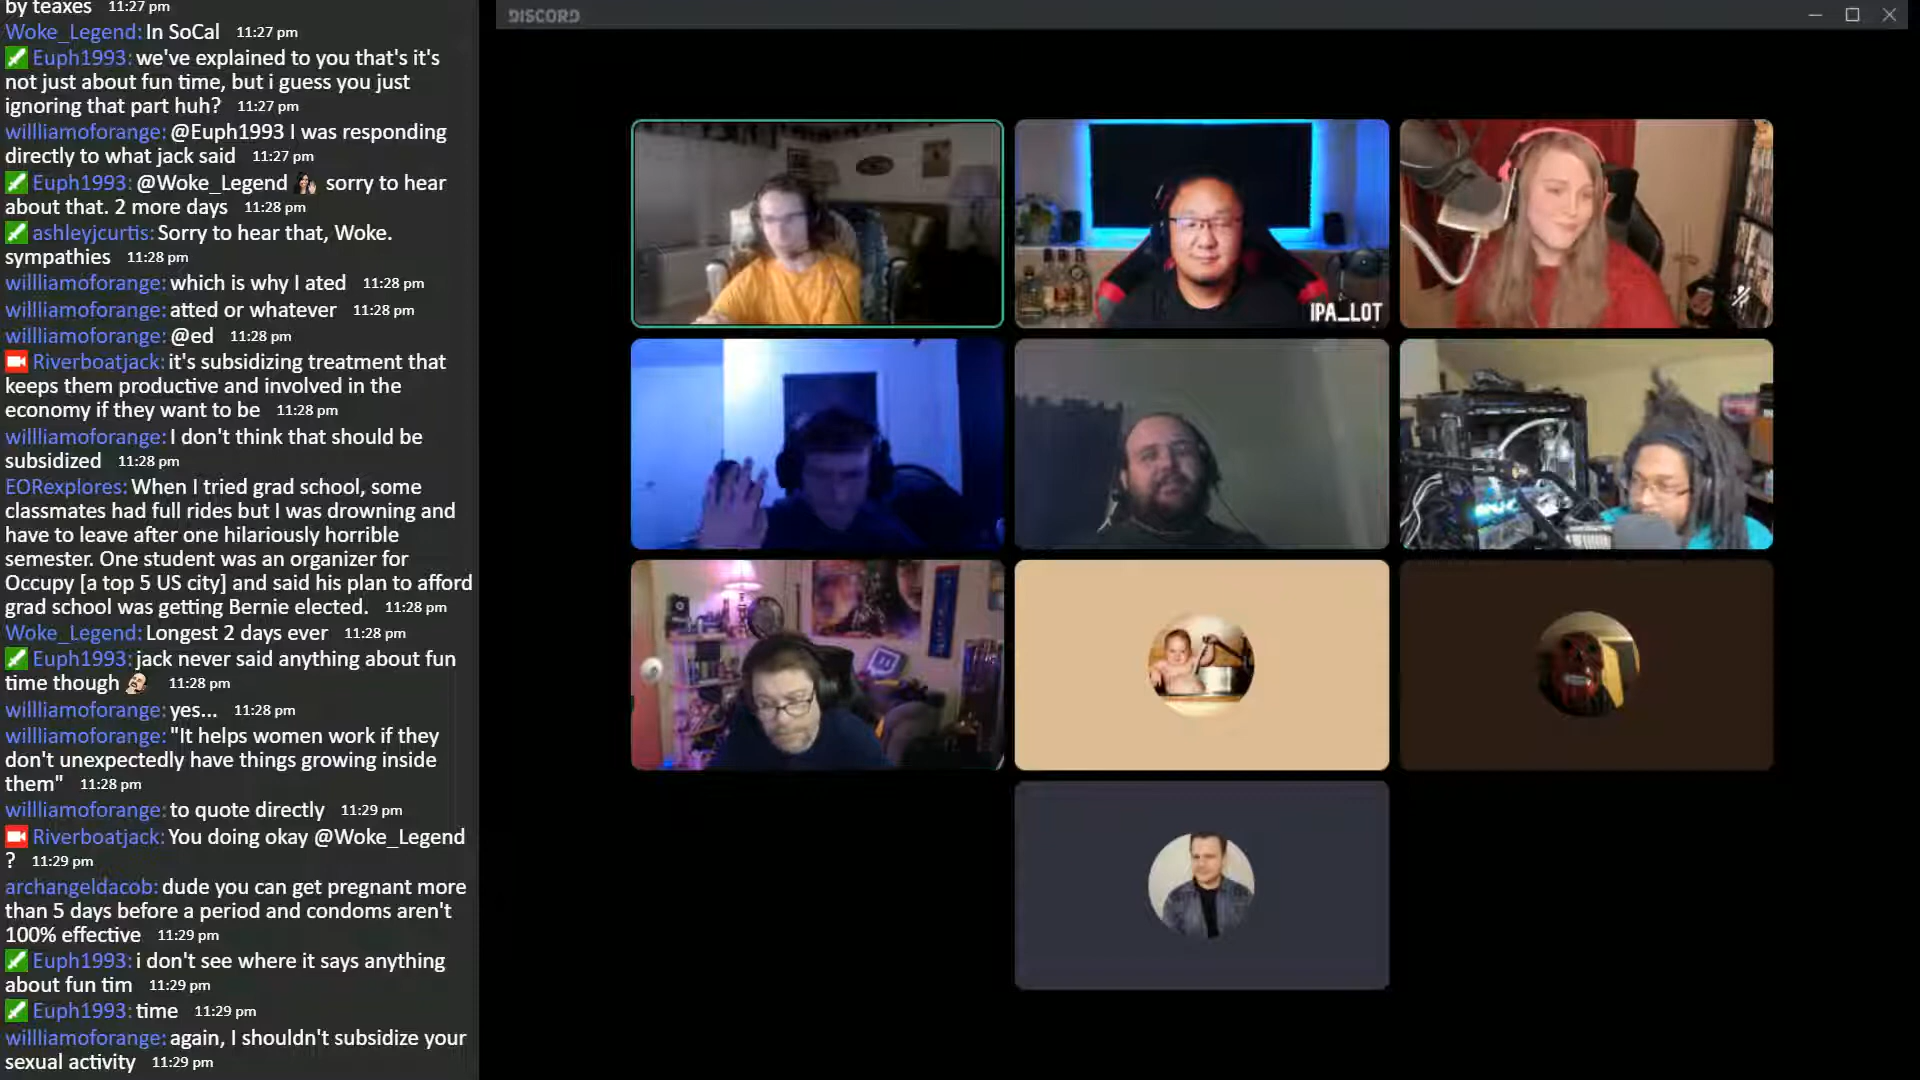 by teaxes 11:27 pm
Woke_Legend: In SoCal 11:27 pm
Euph1993: we've explained to you that's it's
not just about fun time, but i guess you just
ignoring that part huh? 11:27 pm
willliamoforange: @Euph1993 I was responding
directly to what jack said 11:27 pm
Euph1993: @Woke_Legend sorry to hear
about that. 2 more days 11:28 pm
ashleyjcurtis: Sorry to hear that, Woke.
sympathies 11:28 pm
willliamoforange: which is why I ated 11:28 pm
willliamoforange: atted or whatever 11:28 pm
willliamoforange: @ed 11:28 pm
Riverboatjack: it's subsidizing treatment that
keeps them productive and involved in the
economy if they want to be 11:28 pm
willliamoforange: I don't think that should be
subsidized 11:28 pm
EORexplores: When I tried grad school, some
classmates had full rides but I was drowning and
have to leave after one hilariously horrible
semester. One student was an organizer for
Occupy [a top 5 US city] and said his plan to afford
grad school was getting Bernie elected. 11:28 pm
Woke_Legend: Longest 2 days ever 11:28 pm
Euph1993: jack never said anything about fun
time though 11:28 pm
willliamoforange: yes... 11:28 pm
willliamoforange: "It helps women work if they
don't unexpectedly have things growing inside
them" 11:28 pm
willliamoforange: to quote directly 11:29 pm
Riverboatjack: You doing okay @Woke_Legend
? 11:29 pm
archangeldacob: dude you can get pregnant more
than 5 days before a period and condoms aren't
100% effective 11:29 pm
Euph1993: i don't see where it says anything
about fun tim 11:29 pm
Euph1993: time 11:29 pm
willliamoforange: again, I shouldn't subsidize your
sexual activity 11:29 pm
DISCORD
IPA_LOT